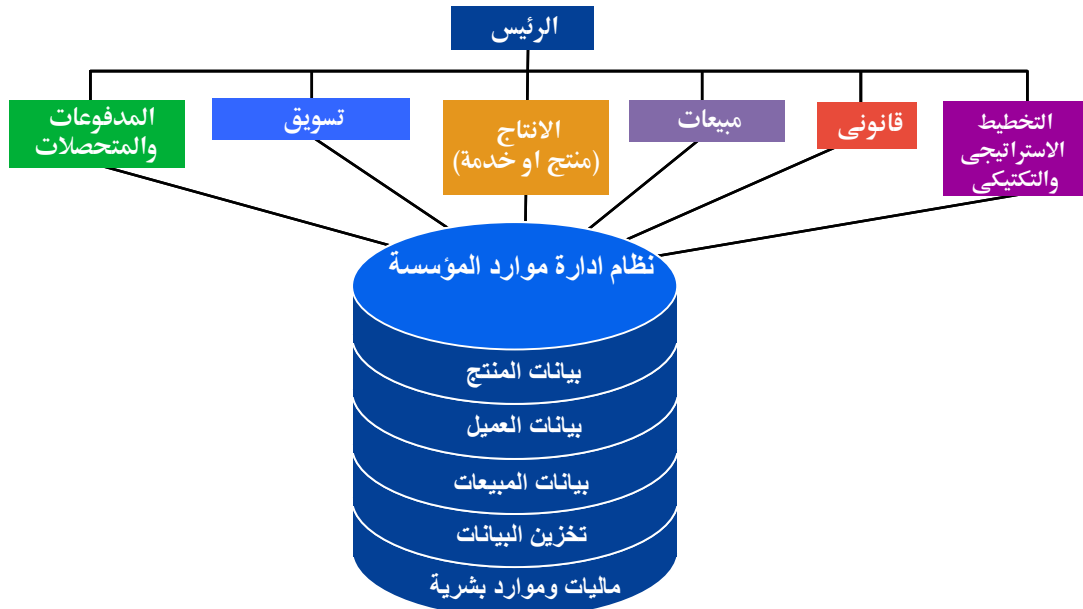 الرئيس
التخطيط
الاستراتيجى
والتكتيكى
قانونى
مبيعات
الانتاج
(منتج او خدمة)
تسويق
المدفوعات
والمتحصلات
نظام ادارة موارد المؤسسة
بيانات المنتج
بيانات العميل
بيانات المبيعات
تخزين البيانات
ماليات وموارد بشرية